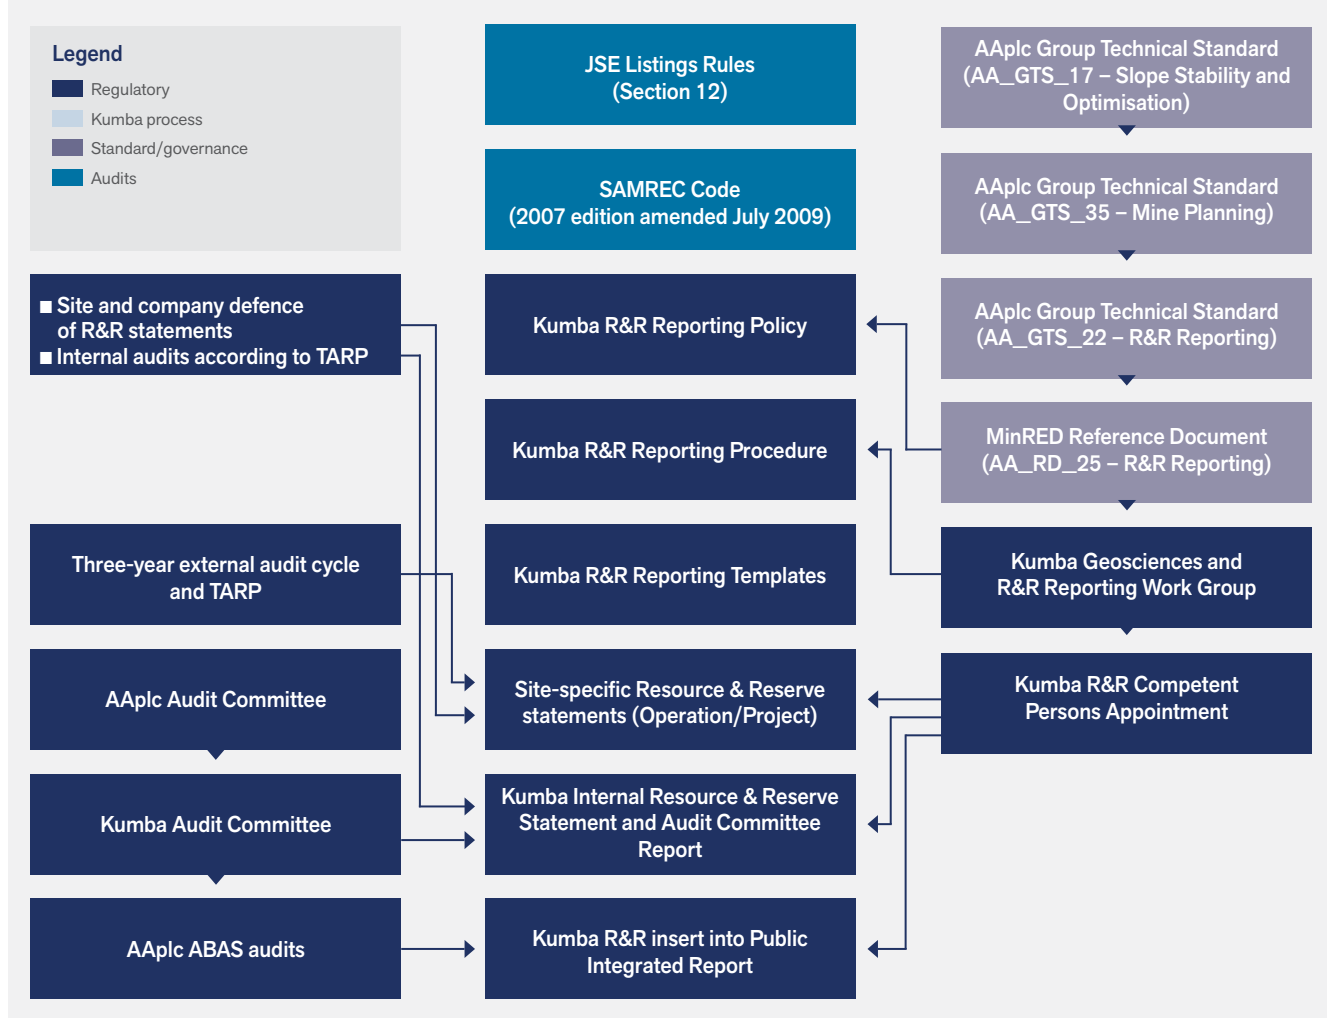 Legend
Regulatory
Kumba process
Standard/governance
Audits
■ Site and company defence
of R&R statements
■ Internal audits according to TARP
Three-year external audit cycle
and TARP
AAplc Audit Committee
Kumba Audit Committee
AAplc ABAS audits
JSE Listings Rules
(Section 12)
SAMREC Code
(2007 edition amended July 2009)
Kumba R&R Reporting Policy
Kumba R&R Reporting Procedure
Kumba R&R Reporting Templates
Site-specific Resource & Reserve
statements (Operation/Project)
Kumba Internal Resource & Reserve
Statement and Audit Committee
Report
Kumba R&R insert into Public
Integrated Report
AAplc Group Technical Standard
(AA_GTS_17 – Slope Stability and
Optimisation)
AAplc Group Technical Standard
(AA_GTS_35 – Mine Planning)
AAplc Group Technical Standard
(AA_GTS_22 – R&R Reporting)
MinRED Reference Document
(AA_RD_25 – R&R Reporting)
Kumba Geosciences and
R&R Reporting Work Group
Kumba R&R Competent
Persons Appointment